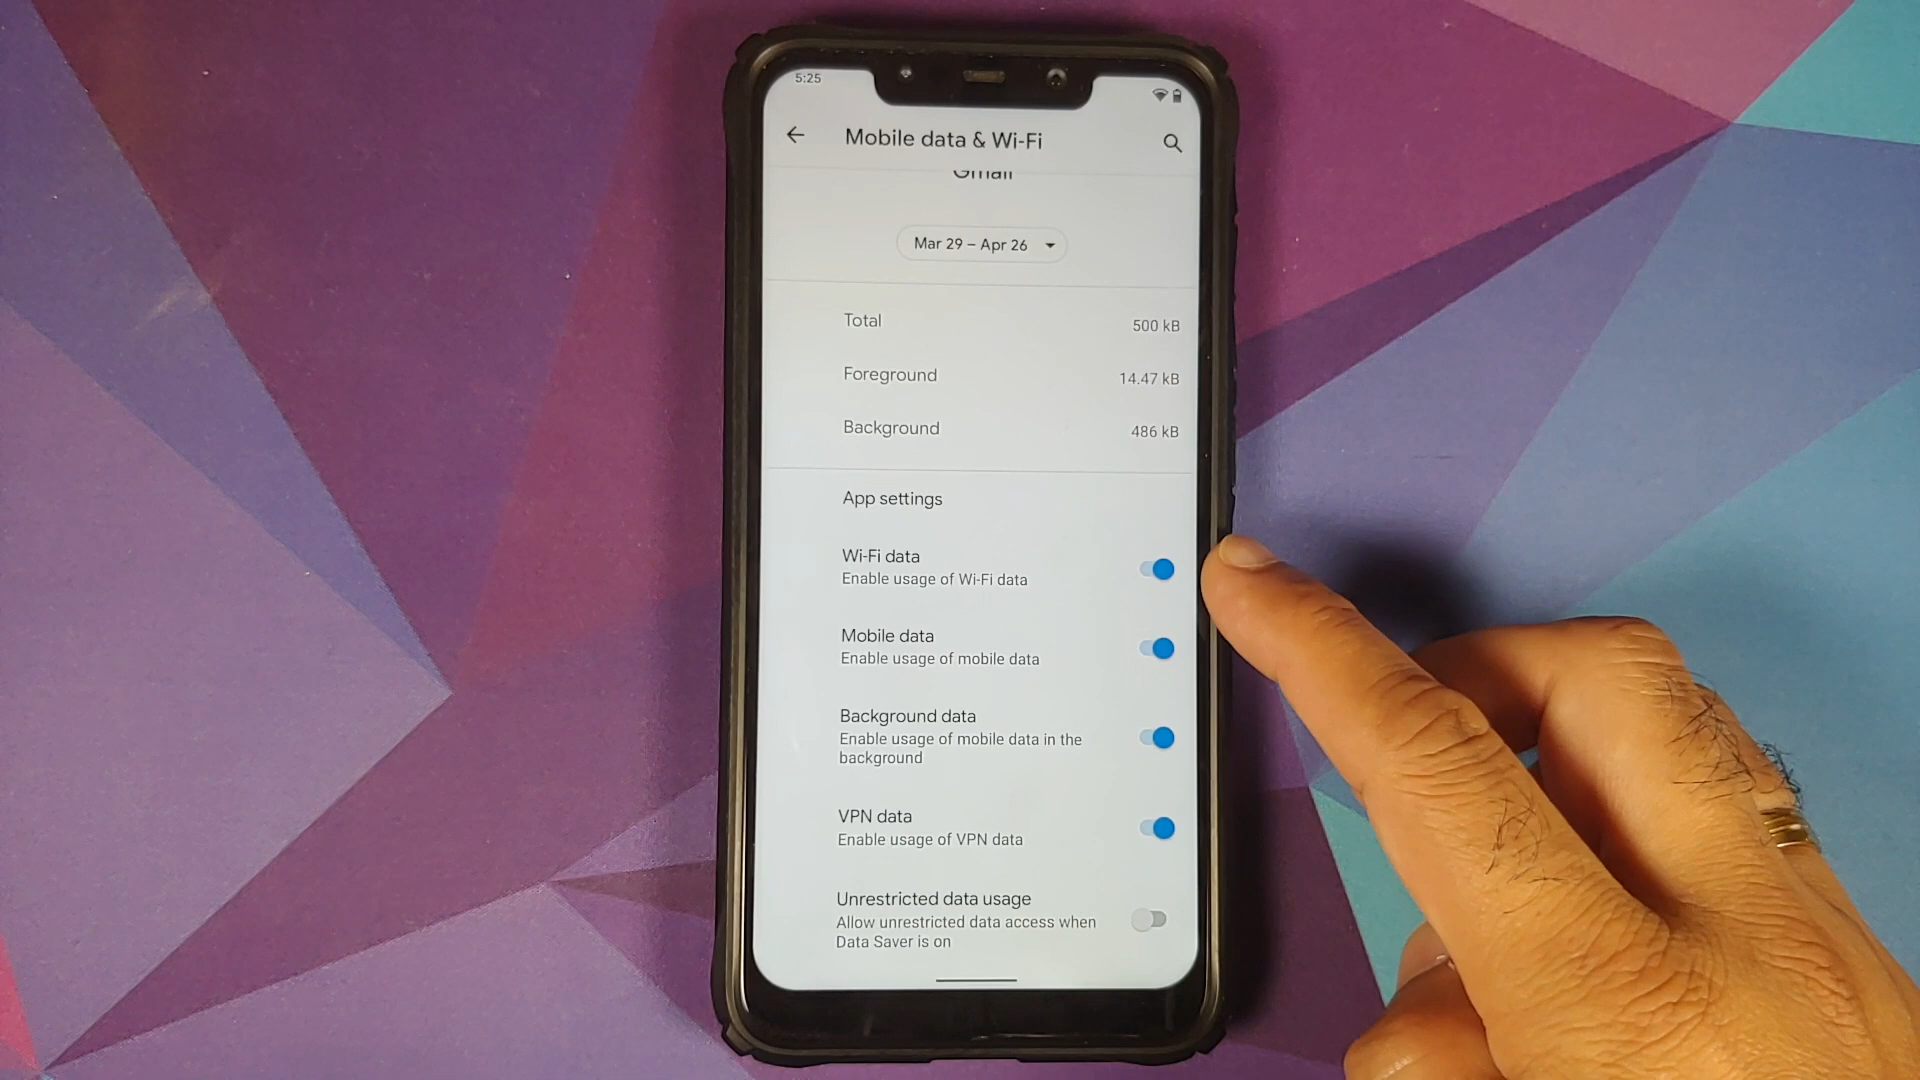 5:25
Mobile data & Wi-Fi
Gmail
Mar 29 – Apr 26
Total
500 kB
Foreground
14.47 kB
Background
486 kB
App settings
Wi-Fi data
Enable usage of Wi-Fi data
Mobile data
Enable usage of mobile data
Background data
Enable usage of mobile data in the
background
VPN data
Enable usage of VPN data
Unrestricted data usage
Allow unrestricted data access when
Data Saver is on